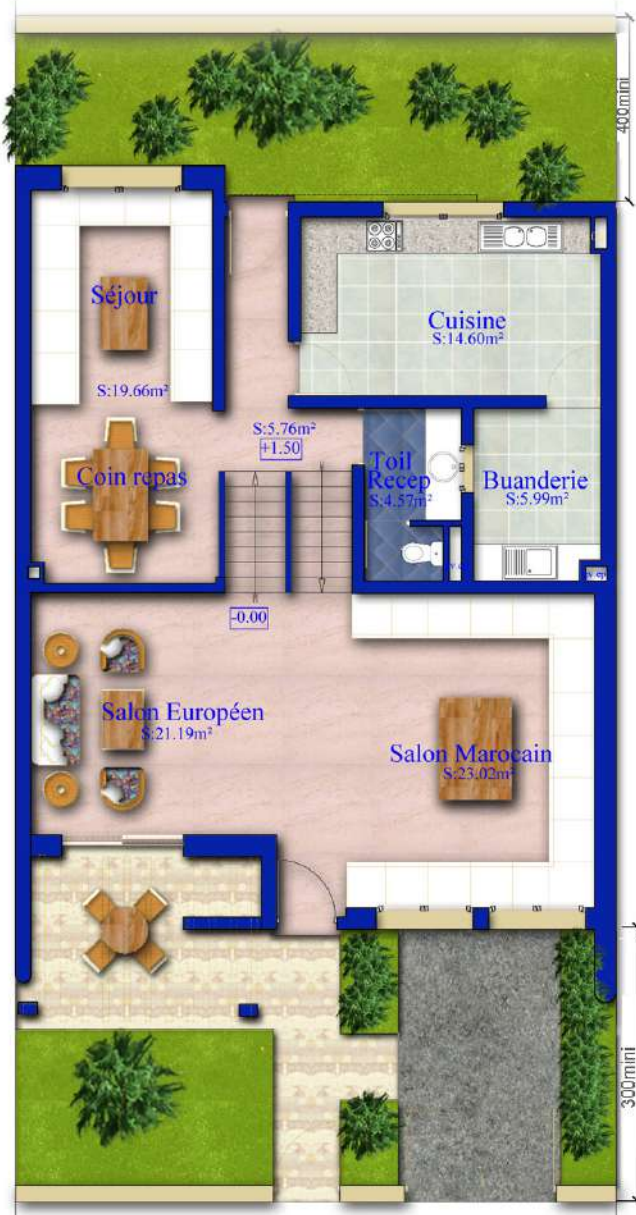 400mini
Séjour
S:19.66m²
Cuisine
S:14.60m²
S:5.76m²
+1.50
Coin repas
Toil
Recep
S:4.57m²
Buanderie
S:5.99m²
-0.00
Salon Européen
S:21.19m²
Salon Marocain
S:23.02m²
300mini